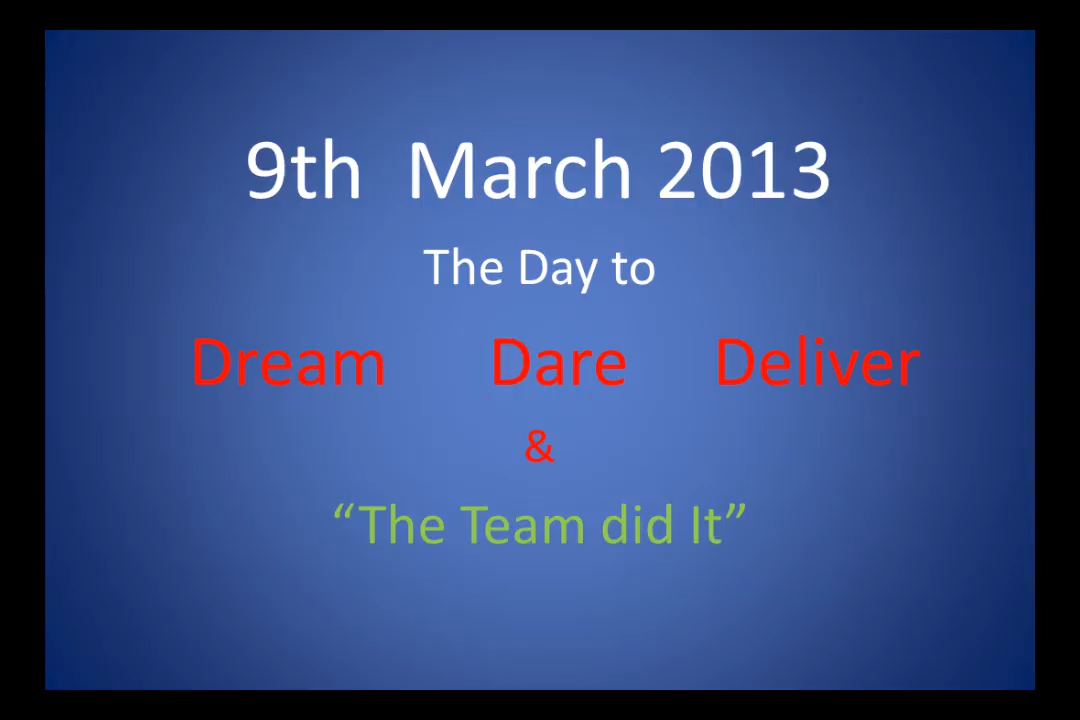 9th March 2013
The Day to
Dream Dare Deliver
&
“The Team did It”